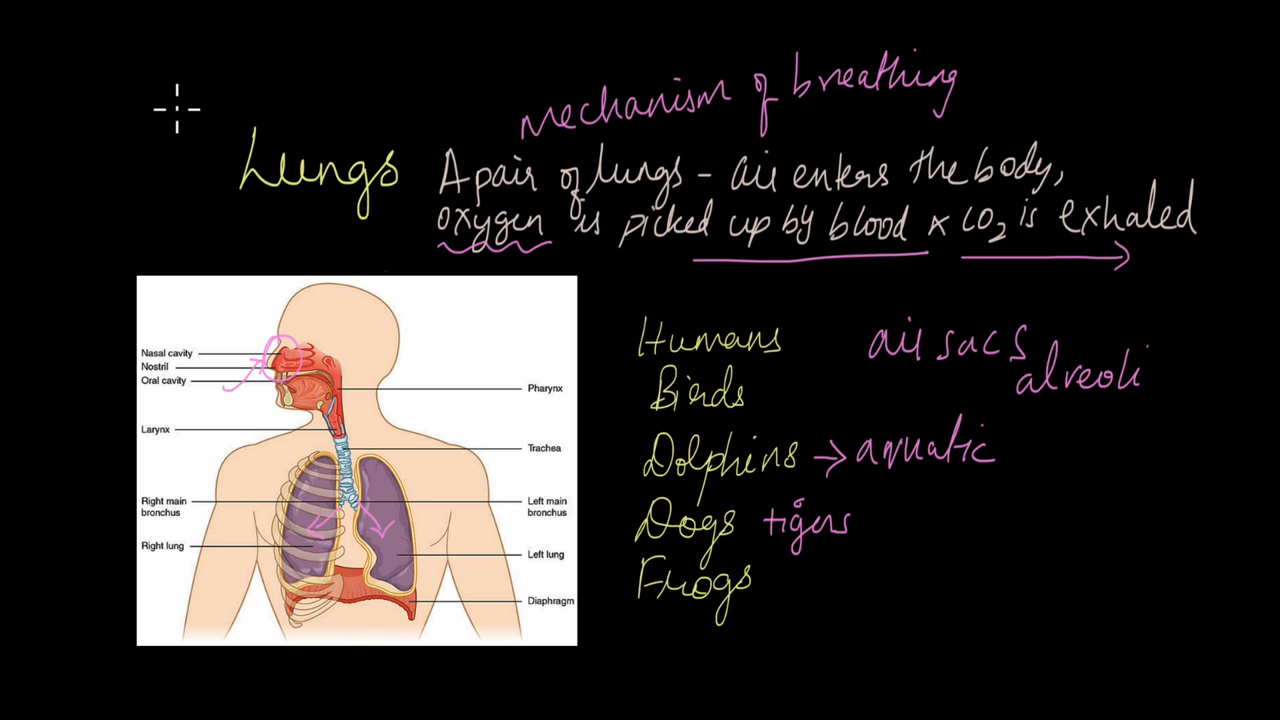 mechanism of breathing
Lungs
A pair of lungs - air enters the body,
oxygen is picked up by blood & CO2 is exhaled
Nasal cavity
Nostril
Oral cavity
Larynx
Right main
bronchus
Right lung
Pharynx
Trachea
Left main
bronchus
Left lung
Diaphragm
Humans air sacs
alveoli
Birds
Dolphins → aquatic
Dogs tigers
Frogs